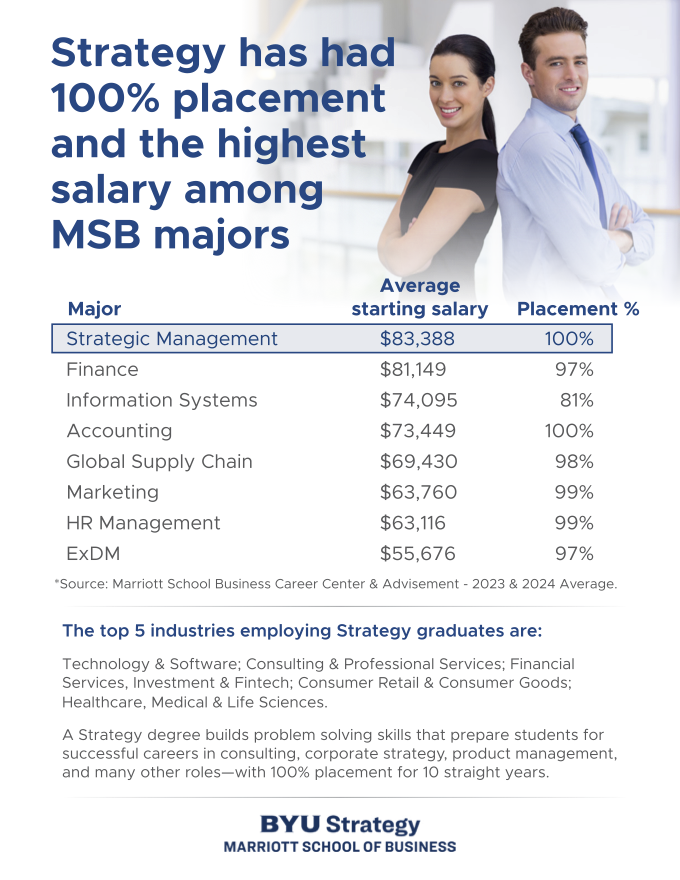 Strategy has had
100% placement
and the highest
salary among
MSB majors
Major Average starting salary Placement %
Strategic Management $83,388 100%
Finance $81,149 97%
Information Systems $74,095 81%
Accounting $73,449 100%
Global Supply Chain $69,430 98%
Marketing $63,760 99%
HR Management $63,116 99%
ExDM $55,676 97%
*Source: Marriott School Business Career Center & Advisement - 2023 & 2024 Average.
The top 5 industries employing Strategy graduates are:
Technology & Software; Consulting & Professional Services; Financial
Services, Investment & Fintech; Consumer Retail & Consumer Goods;
Healthcare, Medical & Life Sciences.
A Strategy degree builds problem solving skills that prepare students for
successful careers in consulting, corporate strategy, product management,
and many other roles—with 100% placement for 10 straight years.
BYU Strategy
MARRIOTT SCHOOL OF BUSINESS